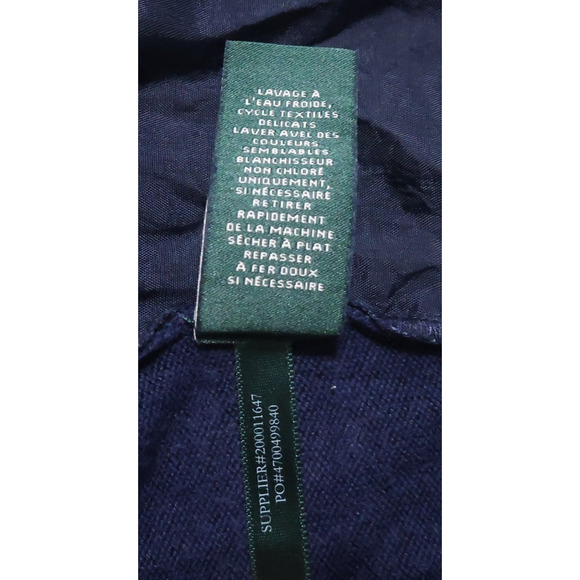 LAVAGE À
L'EAU FROIDE,
CYCLE TEXTILES
DÉLICATS
LAVER AVEC DES
COULEURS
SEMBLABLES
BLANCHISSEUR
NON CHLORÉ
UNIQUEMENT,
SI NÉCESSAIRE
RETIRER
RAPIDEMENT
DE LA MACHINE
SÉCHER À PLAT
REPASSER
À FER DOUX
SI NÉCESSAIRE
SUPPLIER#200011647
PO#4700499840